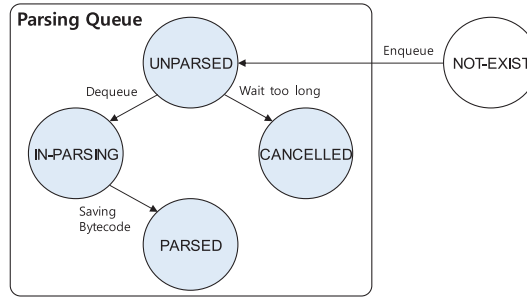 Parsing Queue
UNPARSED
Enqueue
NOT-EXIST
Dequeue
Wait too long
IN-PARSING
CANCELLED
Saving
Bytecode
PARSED